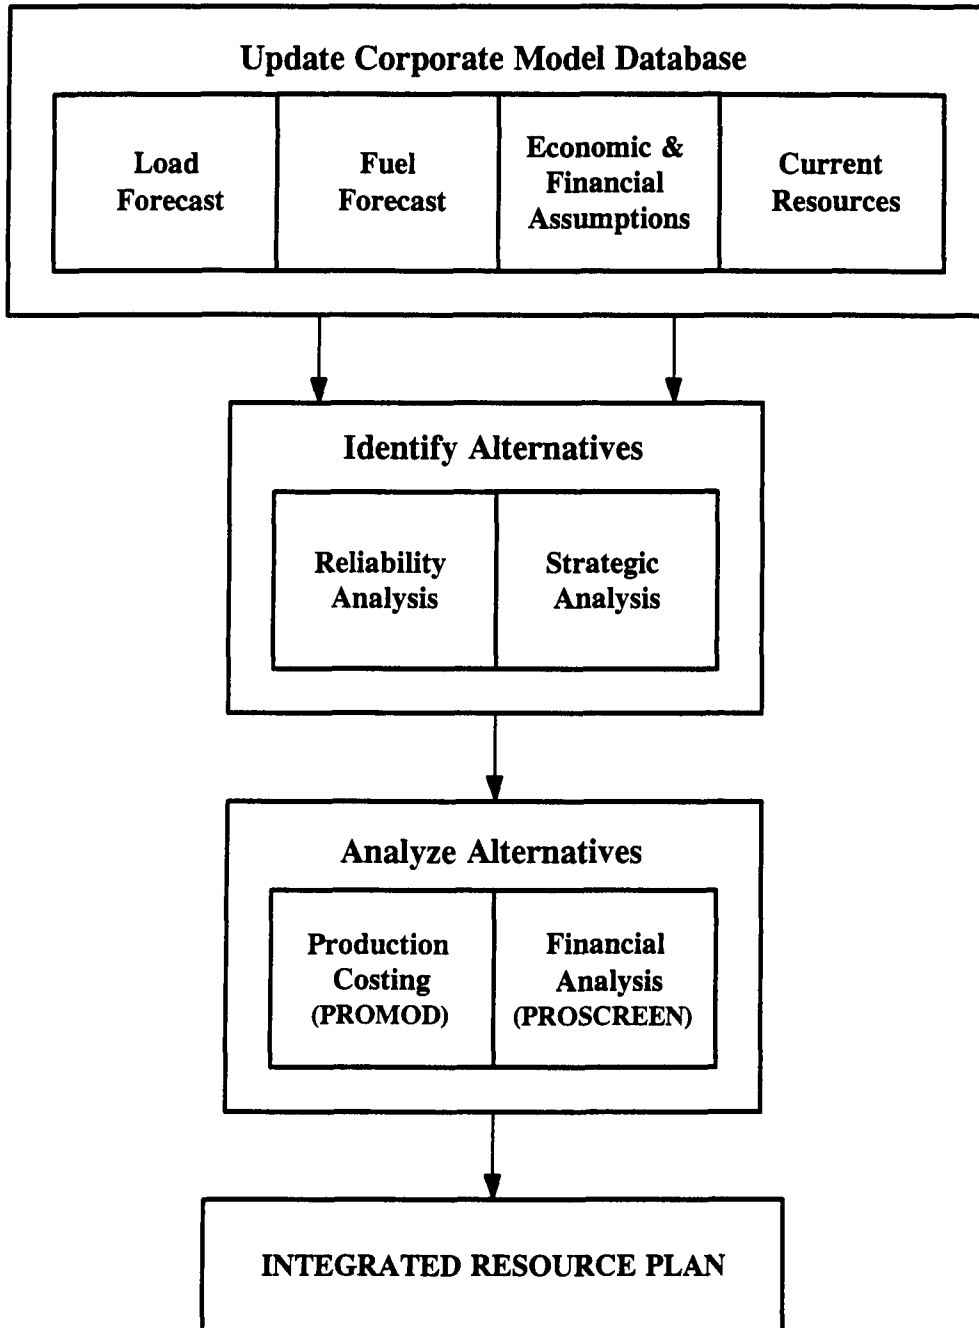 Update Corporate Model Database
Load
Forecast
Fuel
Forecast
Economic &
Financial
Assumptions
Current
Resources
Identify Alternatives
Reliability
Analysis
Strategic
Analysis
Analyze Alternatives
Production
Costing
(PROMOD)
Financial
Analysis
(PROSCREEN)
INTEGRATED RESOURCE PLAN